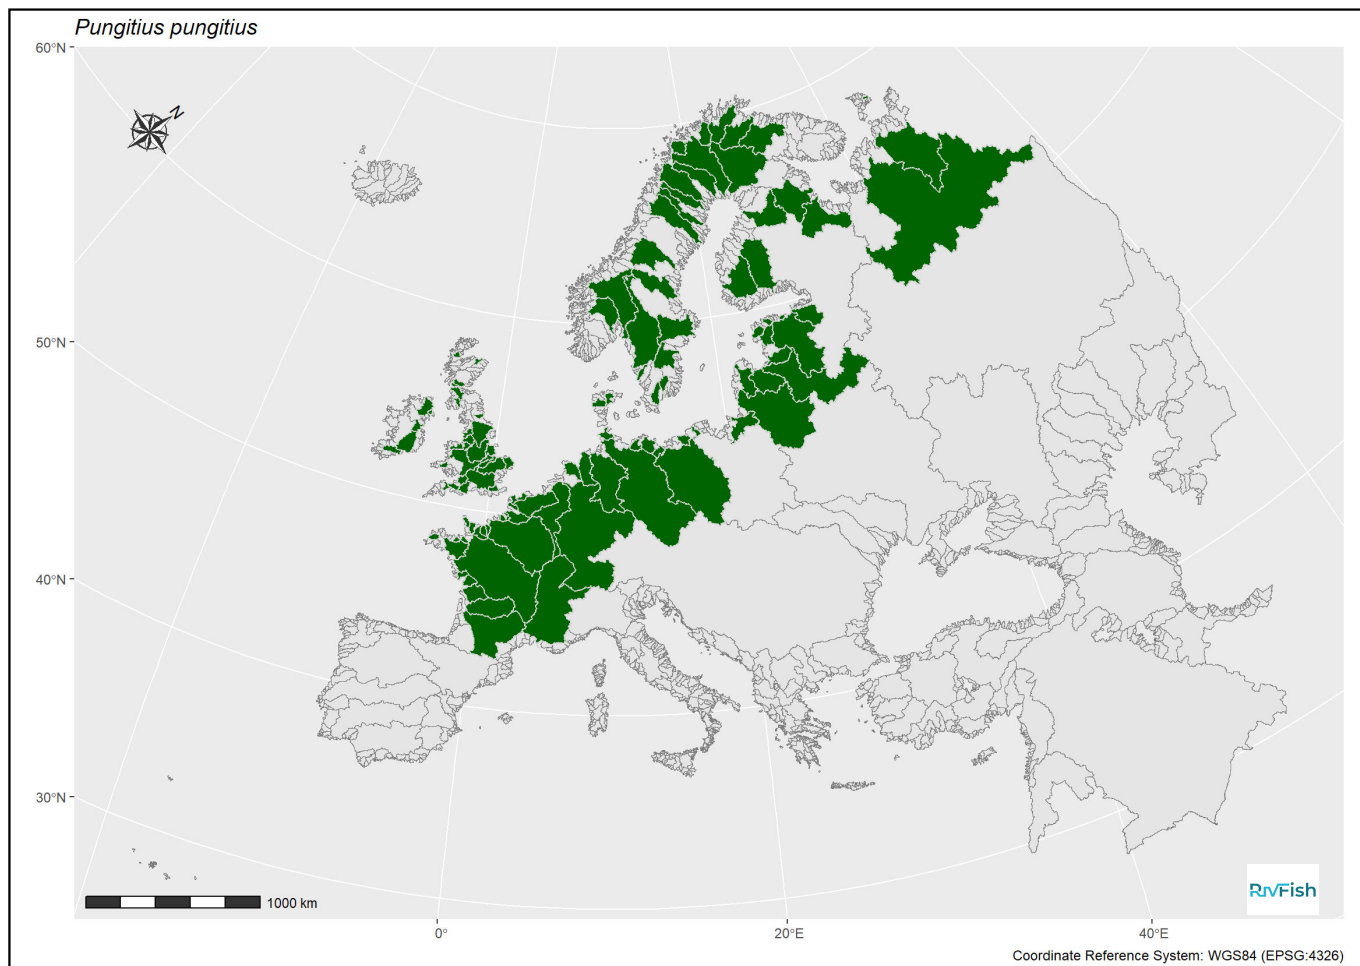 Pungitius pungitius
60°N
N
50°N
40°N
30°N
1000 km
RIVFish
0°
20°E
40°E
Coordinate Reference System: WGS84 (EPSG:4326)